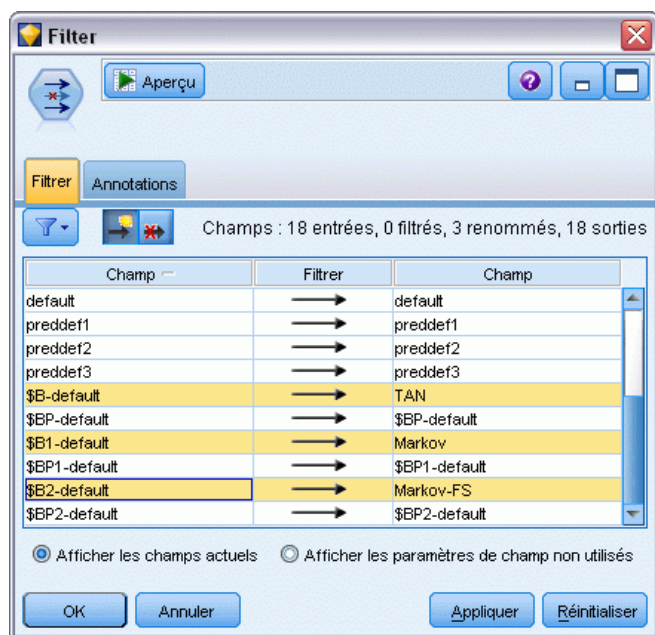 Filter
Aperçu
Filtrer Annotations
Champs : 18 entrées, 0 filtrés, 3 renommés, 18 sorties
Champ Filtrer Champ
default default
preddef1 preddef1
preddef2 preddef2
preddef3 preddef3
$B-default TAN
$BP-default $BP-default
$B1-default Markov
$BP1-default $BP1-default
$B2-default Markov-FS
$BP2-default $BP2-default
Afficher les champs actuels Afficher les paramètres de champ non utilisés
OK Annuler Appliquer Réinitialiser